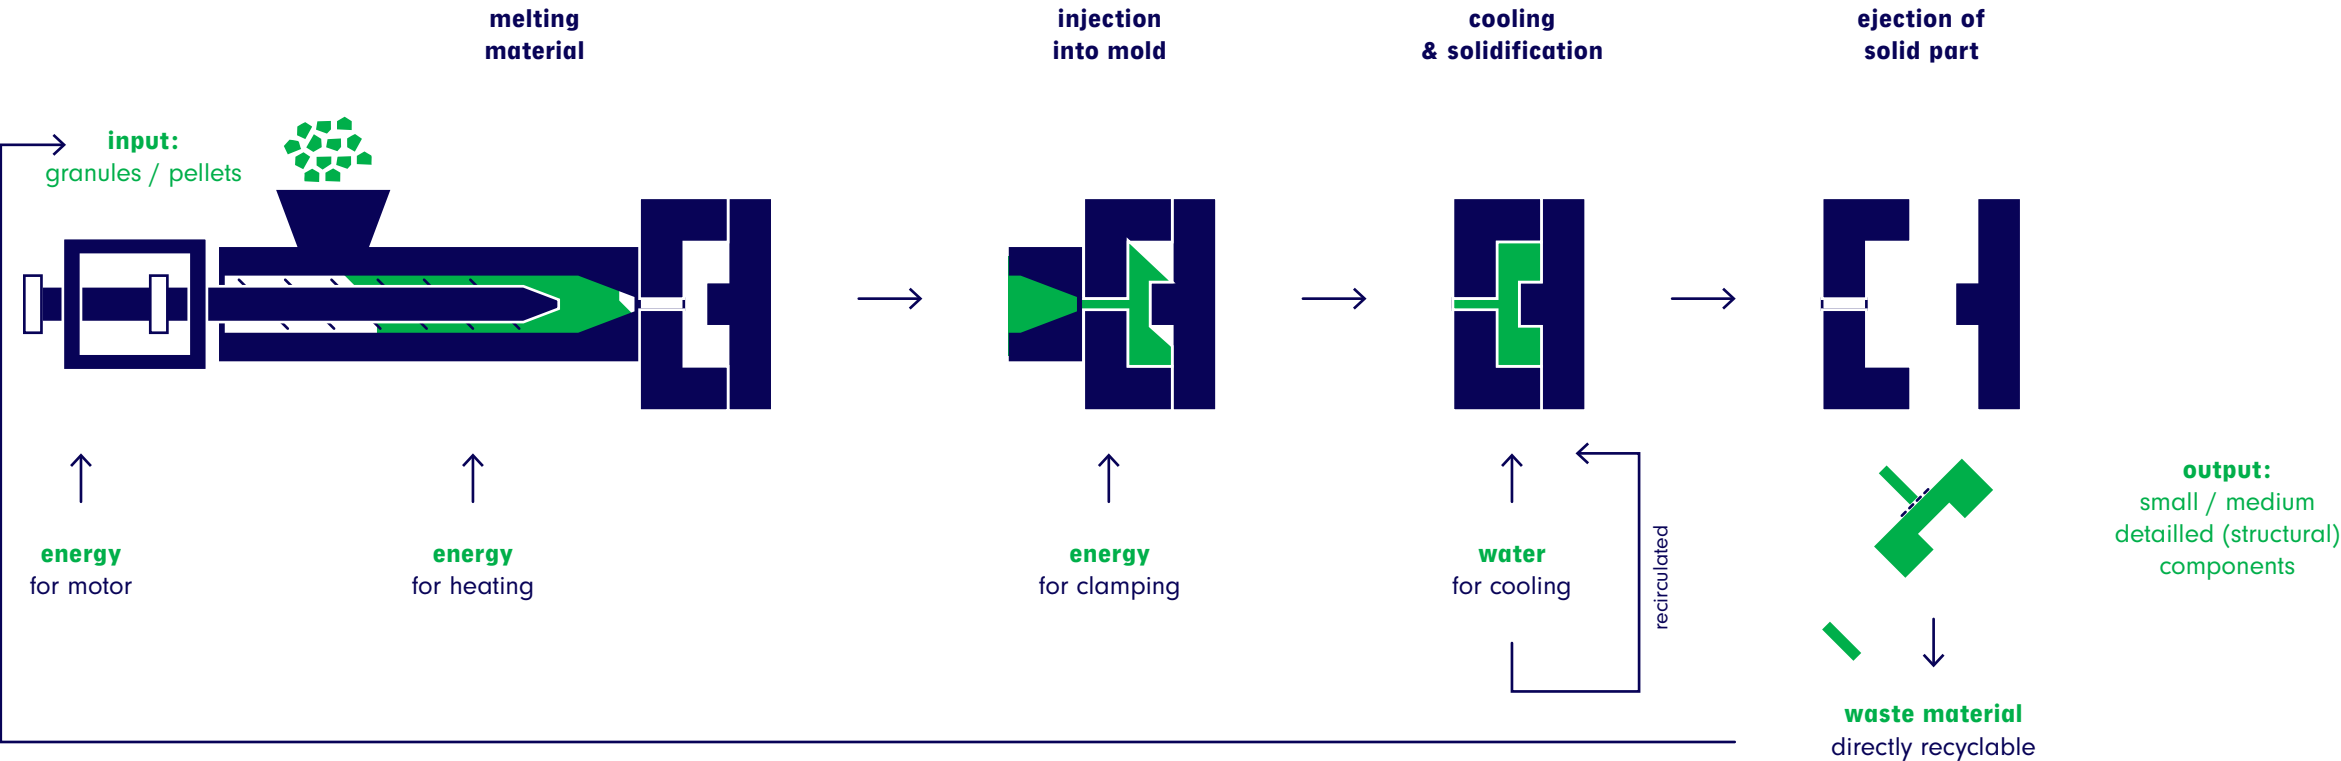 melting
material
injection
into mold
cooling
& solidification
ejection of
solid part
input:
granules / pellets
energy
for motor
energy
for heating
energy
for clamping
water
for cooling
recirculated
output:
small / medium
detailled (structural)
components
waste material
directly recyclable